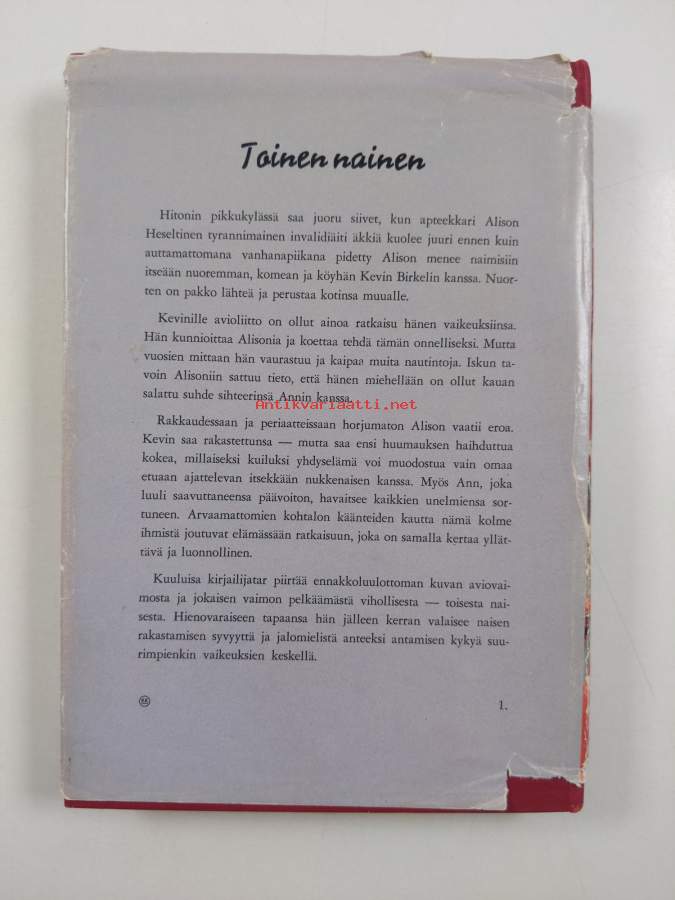 Toinen nainen
Hitonin pikkukylässä saa juoru siivet, kun apteekkari Alison
Heseltinen tyrannimainen invalidiäiti äkkiä kuolee juuri ennen kuin
auttamattomana vanhanapiikana pidetty Alison menee naimisiin
itseään nuoremman, komean ja köyhän Kevin Birkelin kanssa. Nuor-
ten on pakko lähteä ja perustaa kotinsa muualle.
Kevinille avioliitto on ollut ainoa ratkaisu hänen vaikeuksiinsa.
Hän kunnioittaa Alisonia ja koettaa tehdä tämän onnelliseksi. Mutta
vuosien mittaan hän vaurastuu ja kaipaa muita nautintoja. Iskun ta-
voin Alisoniin sattuu tieto, että hänen miehellään on ollut kauan
salattu suhde sihteerinsä Annin kanssa.
Antikvariaatti.net
Rakkaudessaan ja periaatteissaan horjumaton Alison vaatii eroa.
Kevin saa rakastettunsa — mutta saa ensi huumauksen haihduttua
kokea, millaiseksi kuiluksi yhdyselämä voi muodostua vain omaa
etuaan ajattelevan itsekkään nukkenaisen kanssa. Myös Ann, joka
luuli saavuttaneensa päävoiton, havaitsee kaikkien unelmiensa sor-
tuneen. Arvaamattomien kohtalon käänteiden kautta nämä kolme
ihmistä joutuvat elämässään ratkaisuun, joka on samalla kertaa yllät-
tävä ja luonnollinen.
Kuuluisa kirjailijatar piirtää ennakkoluulottoman kuvan aviovai-
mosta ja jokaisen vaimon pelkäämästä vihollisesta — toisesta nai-
sesta. Hienovaraiseen tapaansa hän jälleen kerran valaisee naisen
rakastamisen syvyyttä ja jalomielistä anteeksi antamisen kykyä suu-
rimpienkin vaikeuksien keskellä.
1.